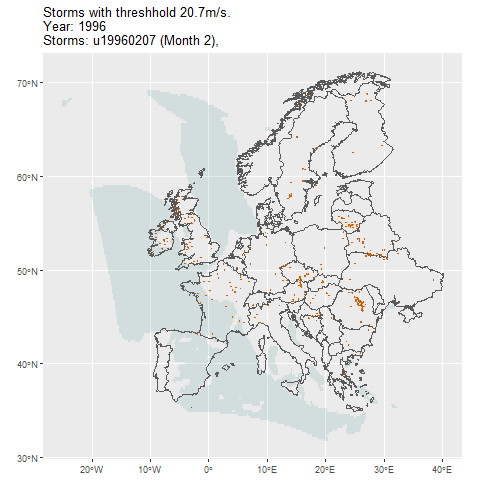 Storms with threshhold 20.7m/s.
Year: 1996
Storms: u19960207 (Month 2),
70°N
60°N
50°N
40°N
30°N
20°W
10°W
0°
10°E
20°E
30°E
40°E